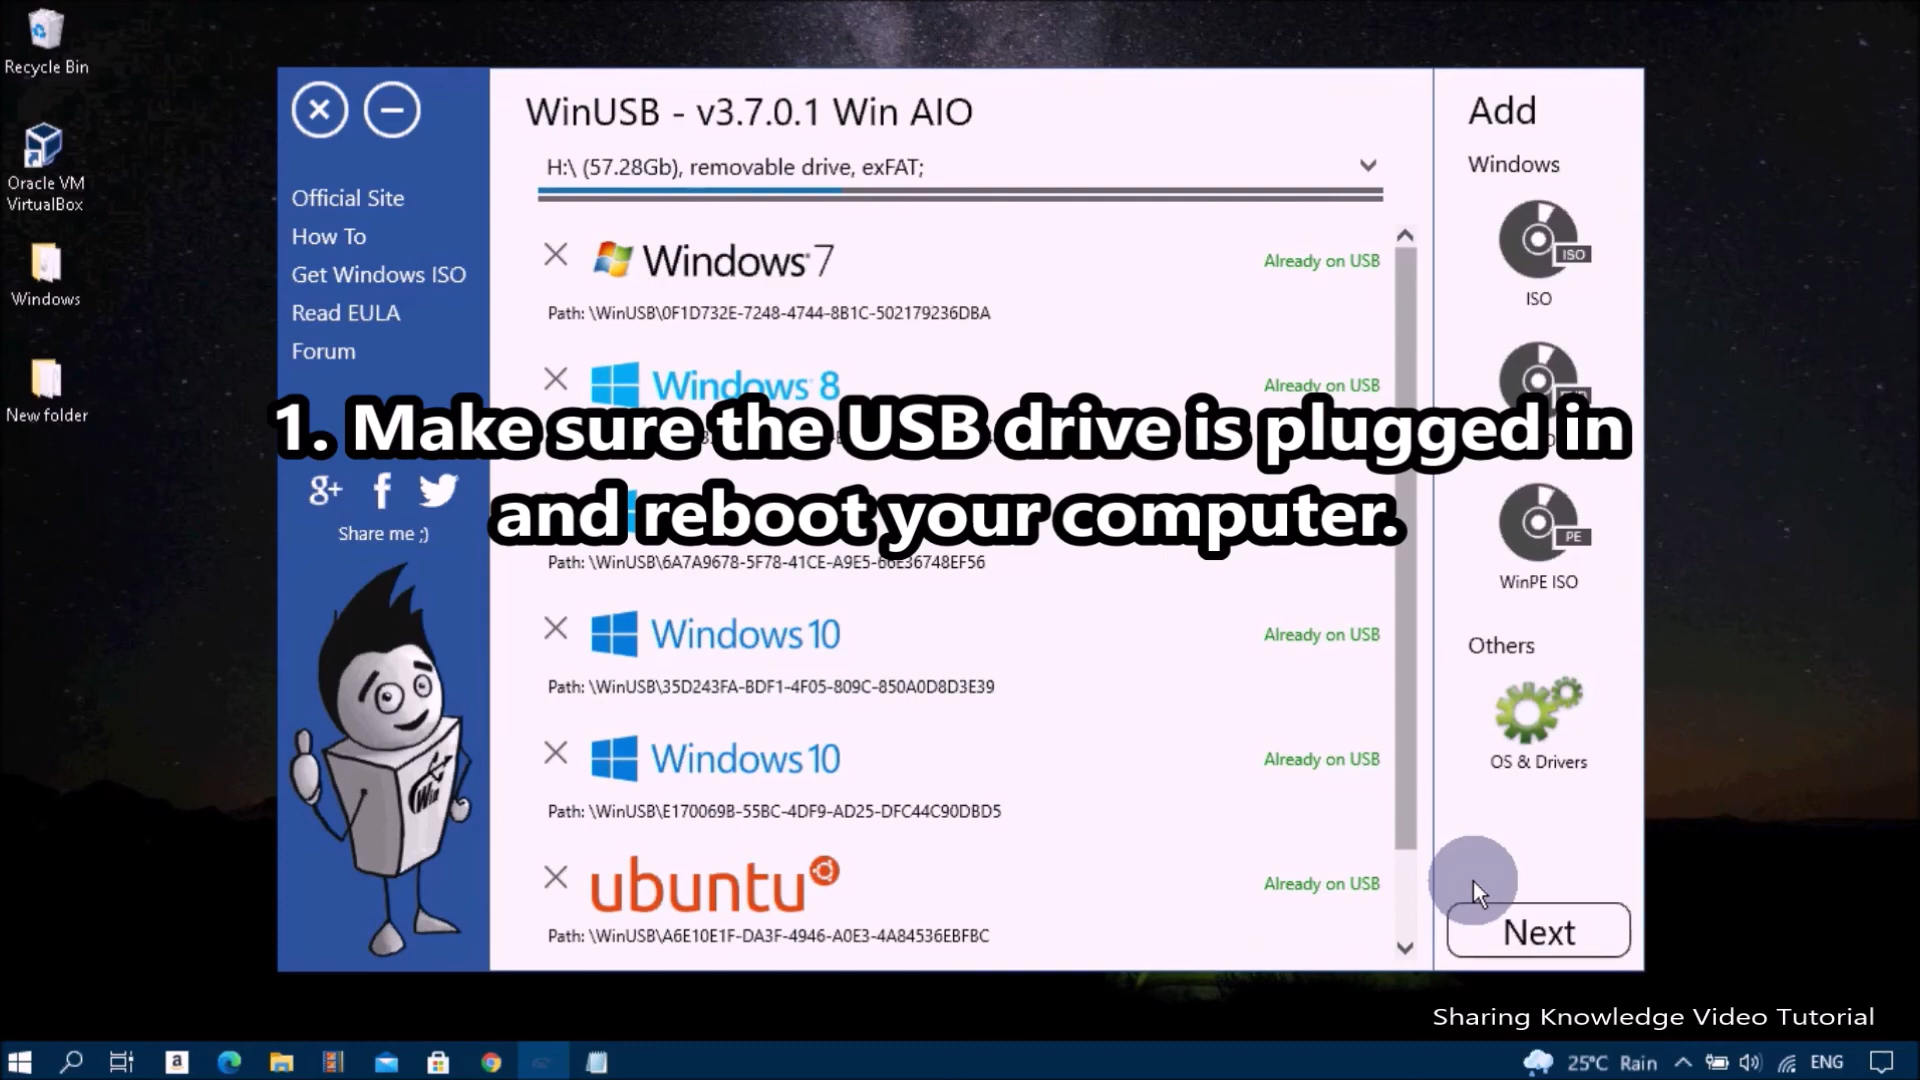 Recycle Bin
Oracle VM
VirtualBox
Windows
New folder
Official Site
How To
Get Windows ISO
Read EULA
Forum
g+ f
Share me ;)
Win
WinUSB - v3.7.0.1 Win AIO
H:\ (57.28Gb), removable drive, exFAT;
Windows 7
Already on USB
Path: \WinUSB\0F1D732E-7248-4744-8B1C-502179236DBA
Windows 8
Already on USB
1. Make sure the USB drive is plugged in
and reboot your computer.
Path: \WinUSB\6A7A9678-5F78-41CE-A9E5-66E36748EF56
Windows 10
Already on USB
Path: \WinUSB\35D243FA-BDF1-4F05-809C-850A0D8D3E39
Windows 10
Already on USB
Path: \WinUSB\E170069B-55BC-4DF9-AD25-DFC44C90DBD5
ubuntu
Already on USB
Path: \WinUSB\A6E10E1F-DA3F-4946-A0E3-4A84536EBFBC
Add
Windows
ISO
ISO
PE
WinPE ISO
Others
OS & Drivers
Next
Sharing Knowledge Video Tutorial
a
25°C Rain
ENG